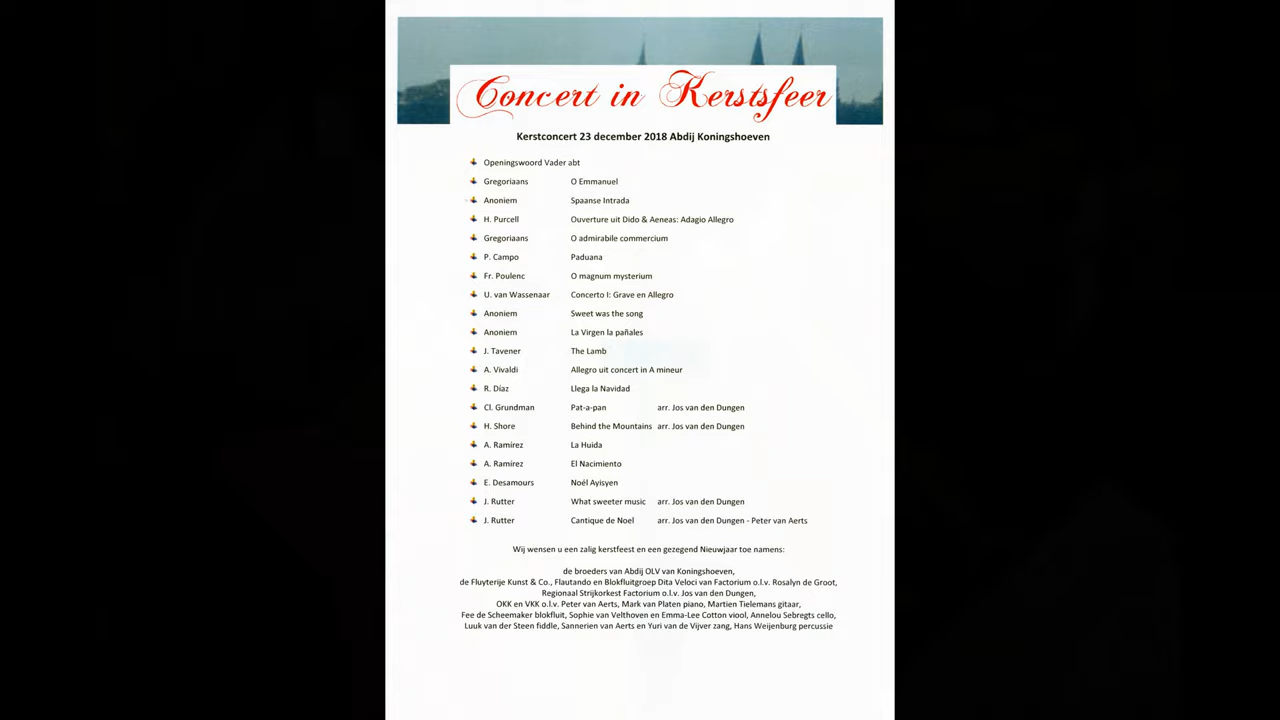 Concert in Kerstsfeer
Kerstconcert 23 december 2018 Abdij Koningshoeven
Openingswoord Vader abt
Gregoriaans O Emmanuel
Anoniem Spaanse Intrada
H. Purcell Ouverture uit Dido & Aeneas: Adagio Allegro
Gregoriaans O admirabile commercium
P. Campo Paduana
Fr. Poulenc O magnum mysterium
U. van Wassenaar Concerto I: Grave en Allegro
Anoniem Sweet was the song
Anoniem La Virgen la pañales
J. Tavener The Lamb
A. Vivaldi Allegro uit concert in A mineur
R. Díaz Llega la Navidad
Cl. Grundman Pat-a-pan arr. Jos van den Dungen
H. Shore Behind the Mountains arr. Jos van den Dungen
A. Ramírez La Huida
A. Ramírez El Nacimiento
E. Desamours Noél Ayisyen
J. Rutter What sweeter music arr. Jos van den Dungen
J. Rutter Cantique de Noel arr. Jos van den Dungen - Peter van Aerts
Wij wensen u een zalig kerstfeest en een gezegend Nieuwjaar toe namens:
de broeders van Abdij OLV van Koningshoeven,
de Fluyterije Kunst & Co., Flautando en Blokfluitgroep Dita Veloci van Factorium o.l.v. Rosalyn de Groot,
Regionaal Strijkorkest Factorium o.l.v. Jos van den Dungen,
OKK en VKK o.l.v. Peter van Aerts, Mark van Platen piano, Martien Tielemans gitaar,
Fee de Scheemaker blokfluit, Sophie van Velthoven en Emma-Lee Cotton viool, Annelou Sebregts cello,
Luuk van der Steen fiddle, Sannerien van Aerts en Yuri van de Vijver zang, Hans Weijenburg percussie